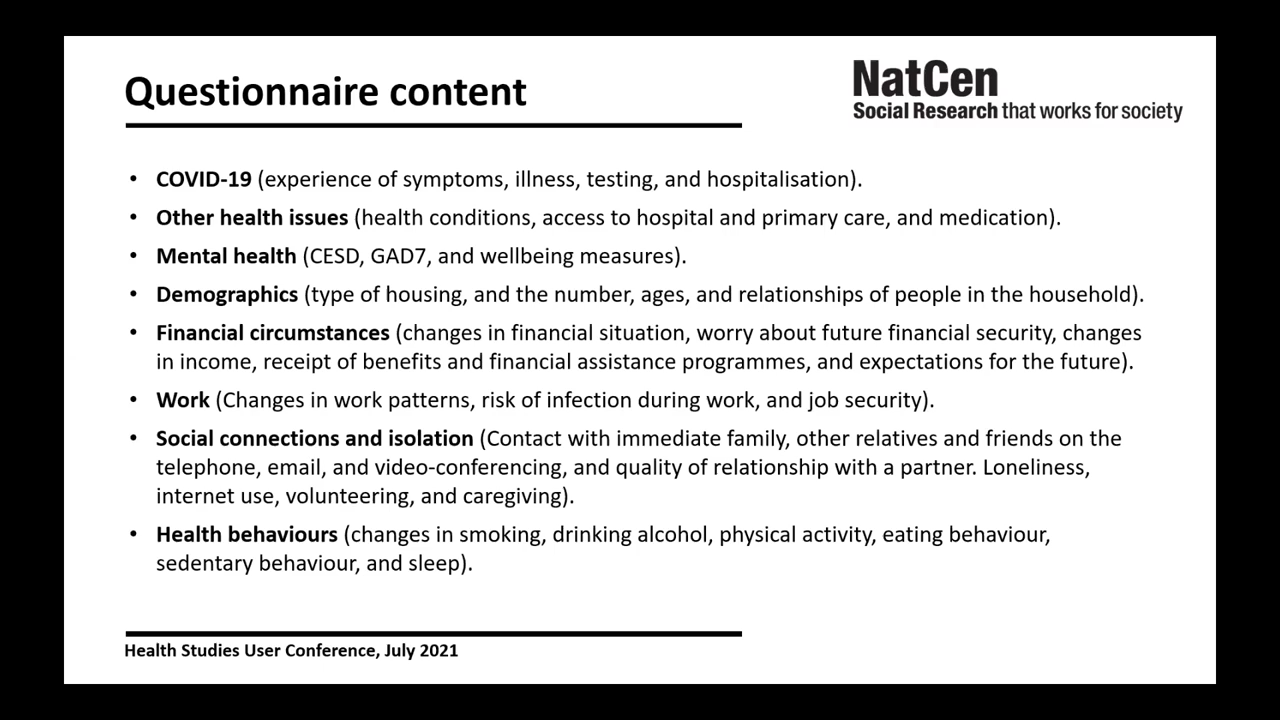 Questionnaire content
NatCen
Social Research that works for society
• COVID-19 (experience of symptoms, illness, testing, and hospitalisation).
• Other health issues (health conditions, access to hospital and primary care, and medication).
• Mental health (CESD, GAD7, and wellbeing measures).
• Demographics (type of housing, and the number, ages, and relationships of people in the household).
• Financial circumstances (changes in financial situation, worry about future financial security, changes
in income, receipt of benefits and financial assistance programmes, and expectations for the future).
• Work (Changes in work patterns, risk of infection during work, and job security).
• Social connections and isolation (Contact with immediate family, other relatives and friends on the
telephone, email, and video-conferencing, and quality of relationship with a partner. Loneliness,
internet use, volunteering, and caregiving).
• Health behaviours (changes in smoking, drinking alcohol, physical activity, eating behaviour,
sedentary behaviour, and sleep).
Health Studies User Conference, July 2021